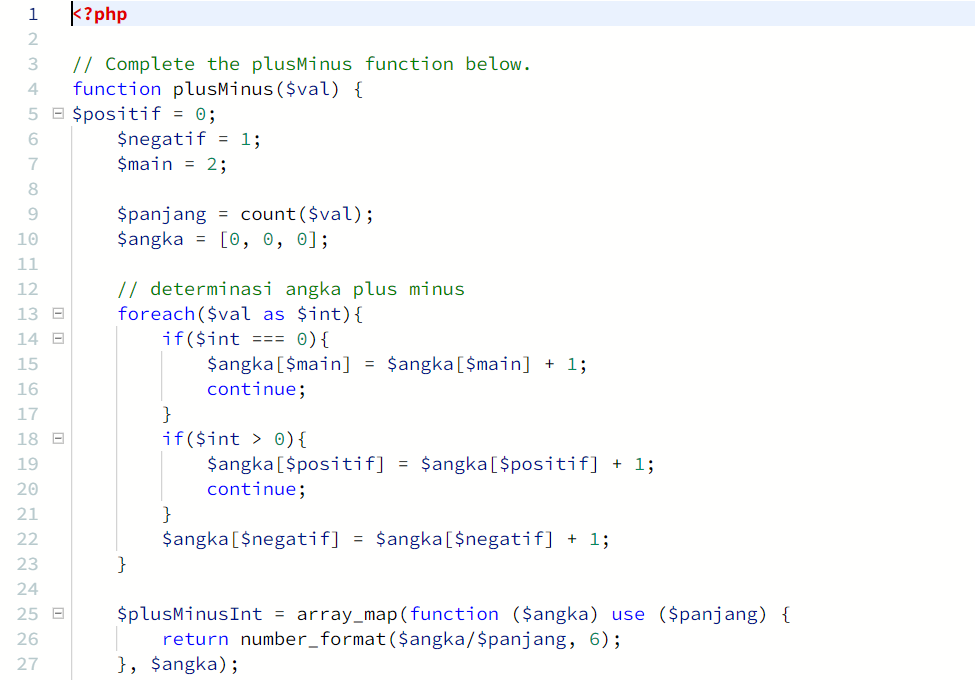 1 <?php
2
3 // Complete the plusMinus function below.
4 function plusMinus($val) {
5 $positif = 0;
6     $negatif = 1;
7     $main = 2;
8
9     $panjang = count($val);
10     $angka = [0, 0, 0];
11
12     // determinasi angka plus minus
13     foreach($val as $int){
14         if($int === 0){
15             $angka[$main] = $angka[$main] + 1;
16             continue;
17         }
18         if($int > 0){
19             $angka[$positif] = $angka[$positif] + 1;
20             continue;
21         }
22         $angka[$negatif] = $angka[$negatif] + 1;
23     }
24
25     $plusMinusInt = array_map(function ($angka) use ($panjang) {
26         return number_format($angka/$panjang, 6);
27     }, $angka);